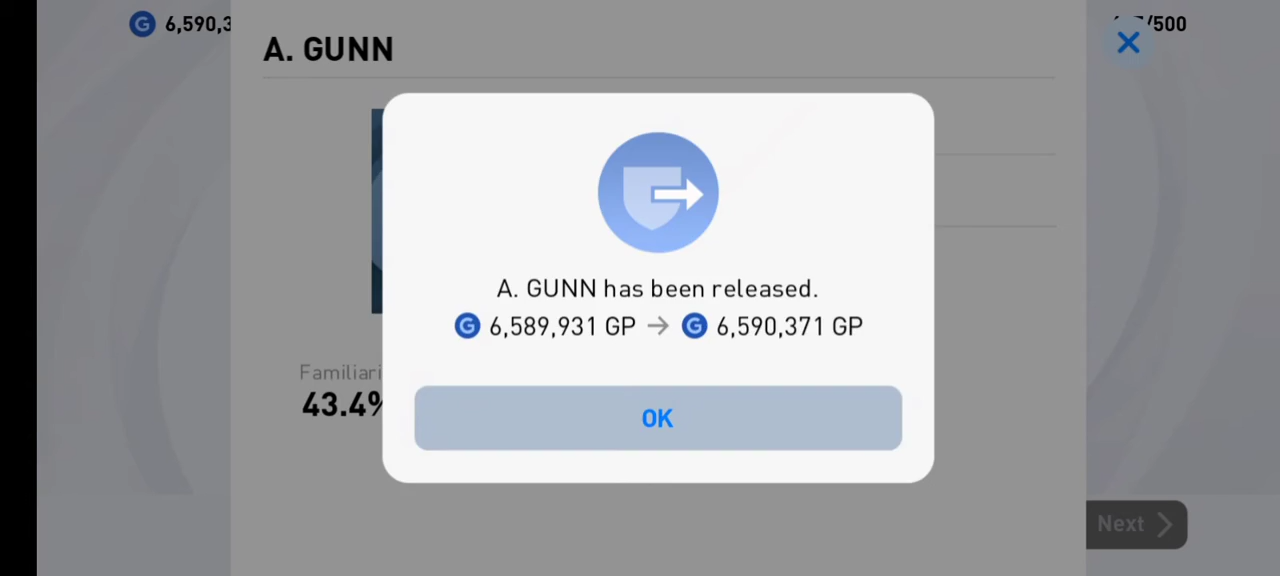 6,590,3
/500
A. GUNN
A. GUNN has been released.
6,589,931 GP → 6,590,371 GP
Familiari
43.4%
OK
Next